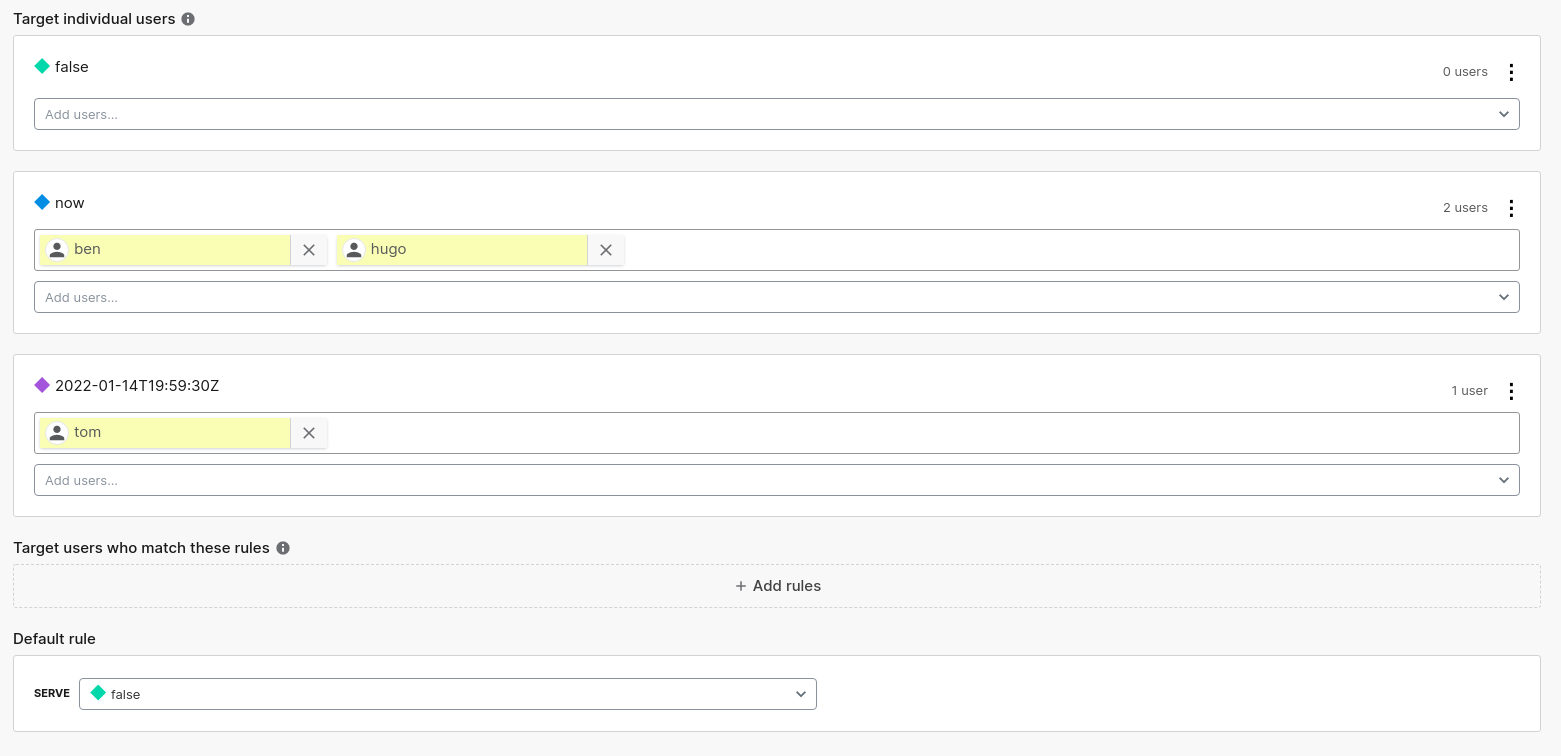 Target individual users
false
0 users
Add users...
now
2 users
ben
hugo
Add users...
2022-01-14T19:59:30Z
1 user
tom
Add users...
Target users who match these rules
+ Add rules
Default rule
SERVE false